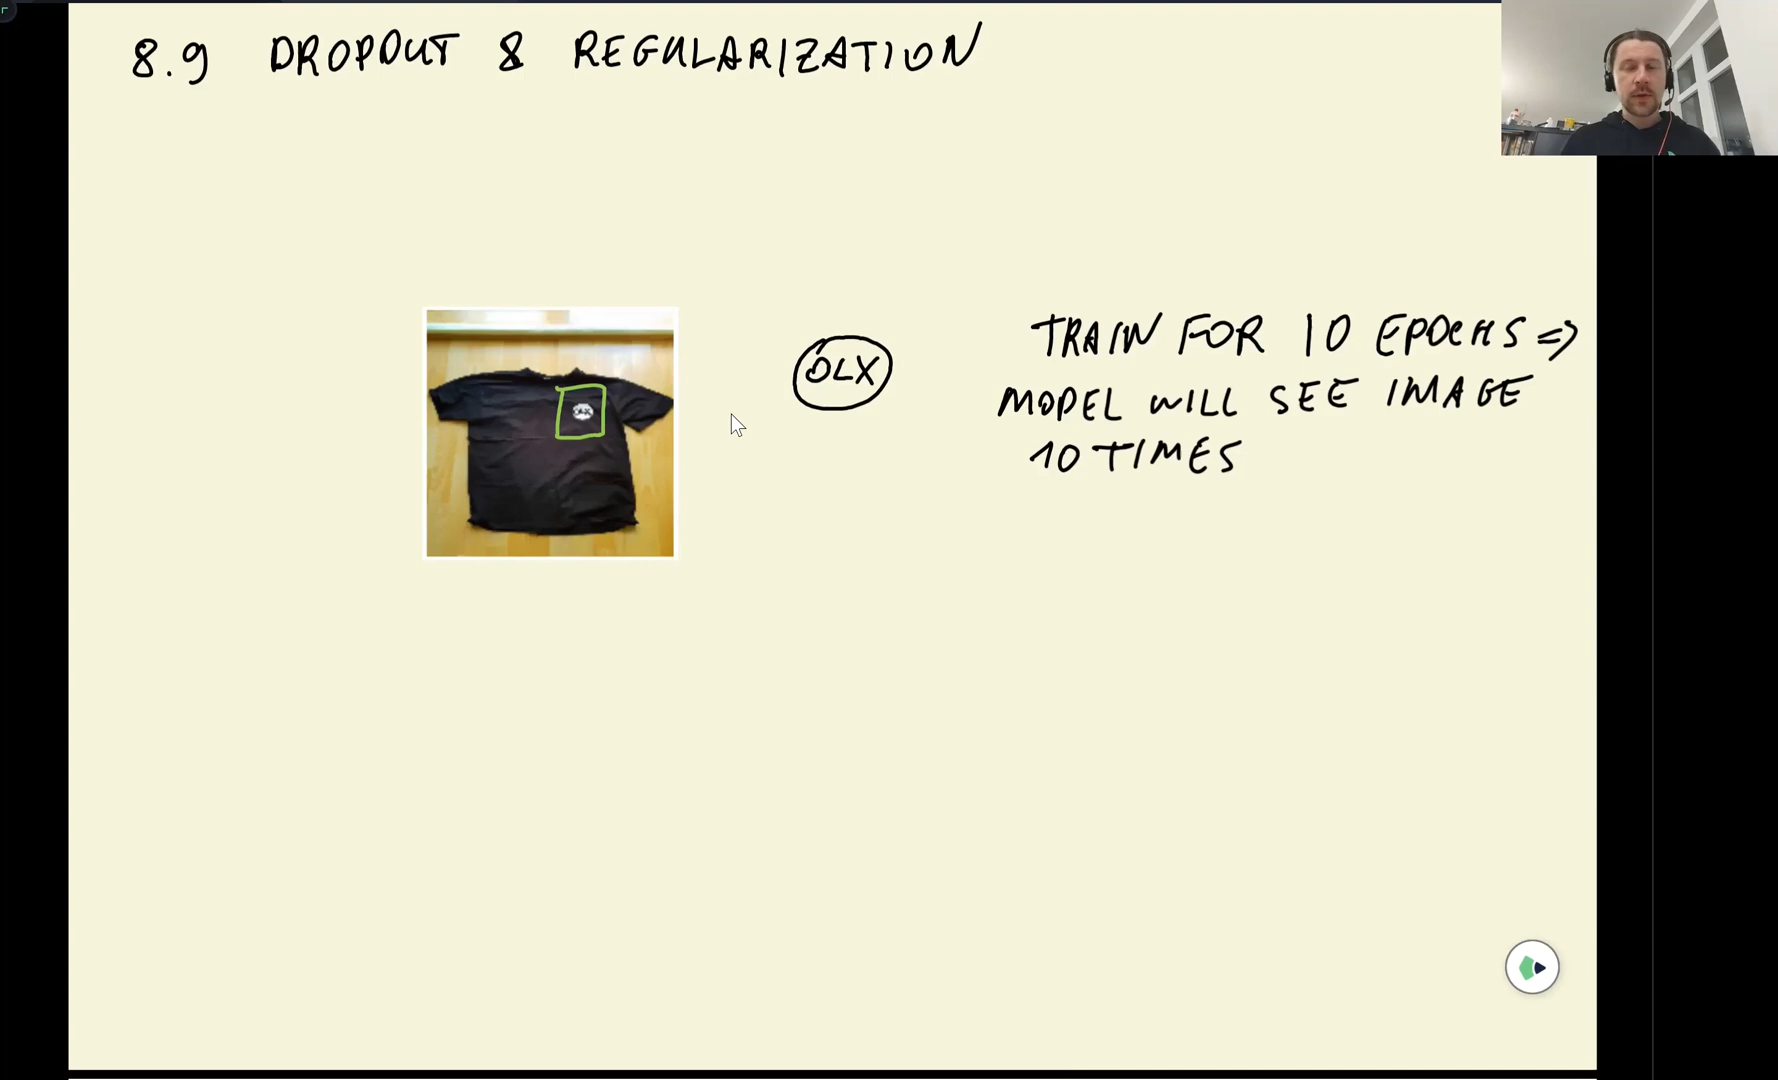 8.9 DROPOUT & REGULARIZATION
OLX
TRAIN FOR 10 EPOCHS =>
MODEL WILL SEE IMAGE
10 TIMES